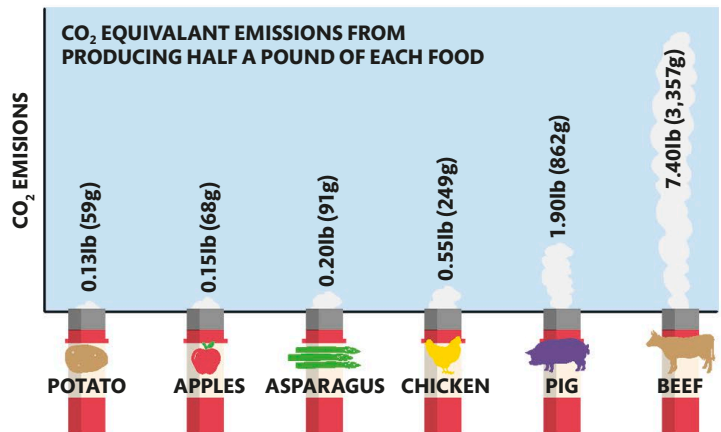 CO₂ EQUIVALANT EMISSIONS FROM
PRODUCING HALF A POUND OF EACH FOOD
CO₂ EMISIONS
0.13lb (59g)
0.15lb (68g)
0.20lb (91g)
0.55lb (249g)
1.90lb (862g)
7.40lb (3,357g)
POTATO
APPLES
ASPARAGUS
CHICKEN
PIG
BEEF